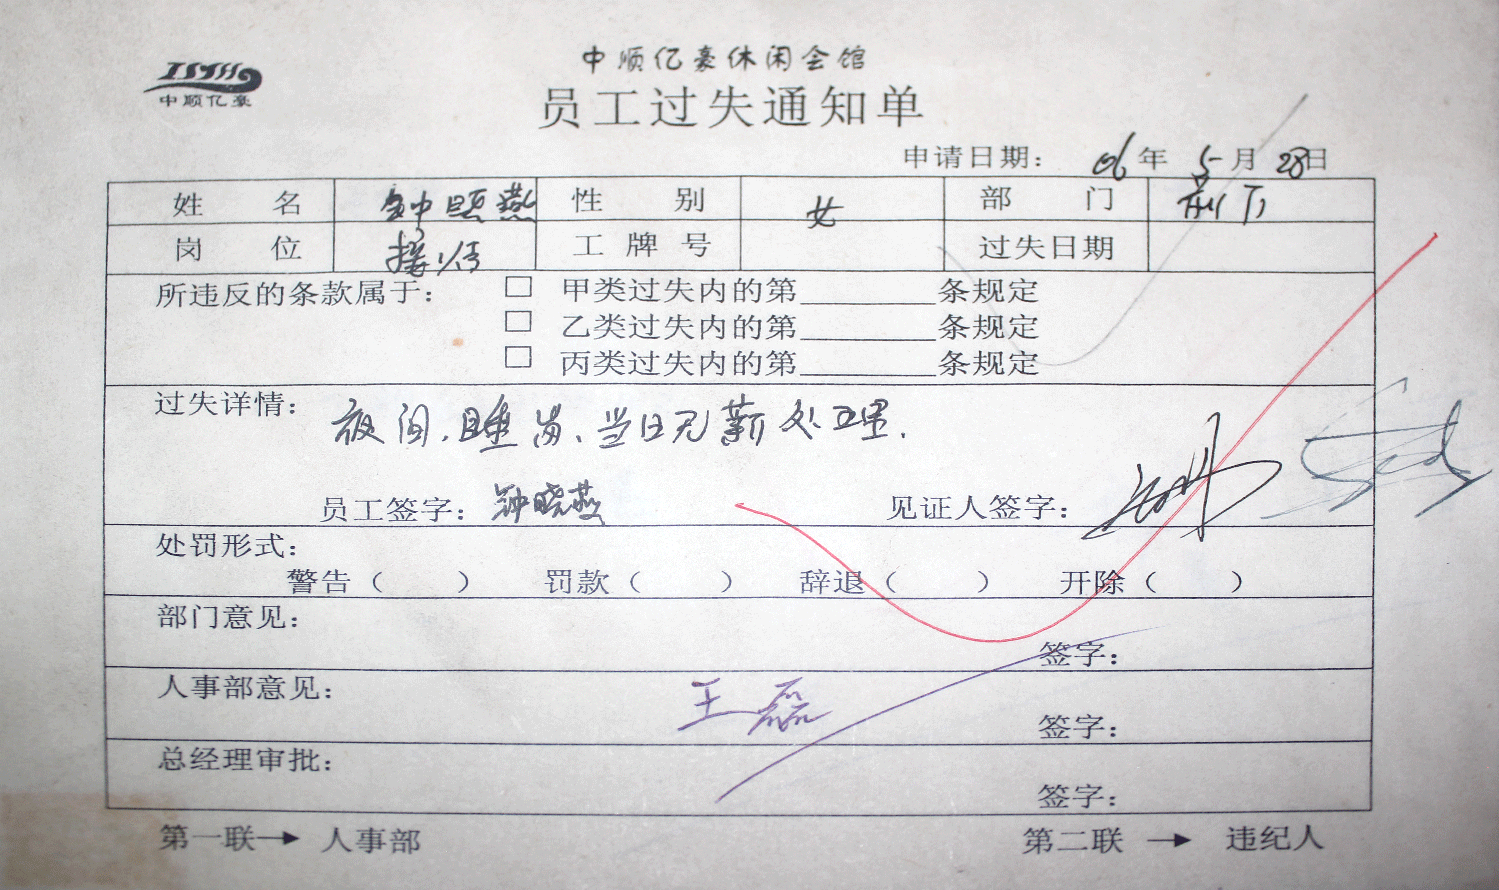 中顺亿豪休闲会馆
中顺亿豪
员工过失通知单
申请日期： 06 年 5 月 28 日
姓 名 钟晓燕 性 别 女 部 门
岗 位 接待 工牌号 过失日期
所违反的条款属于： □ 甲类过失内的第________条规定
□ 乙类过失内的第________条规定
□ 丙类过失内的第________条规定
过失详情：
夜间.睡岗、当日无薪处理.
员工签字： 钟晓燕 见证人签字：
处罚形式：
警告（ ） 罚款（ ） 辞退（ ） 开除（ ）
部门意见：
签字：
人事部意见： 王磊
签字：
总经理审批：
签字：
第一联→ 人事部 第二联 → 违纪人